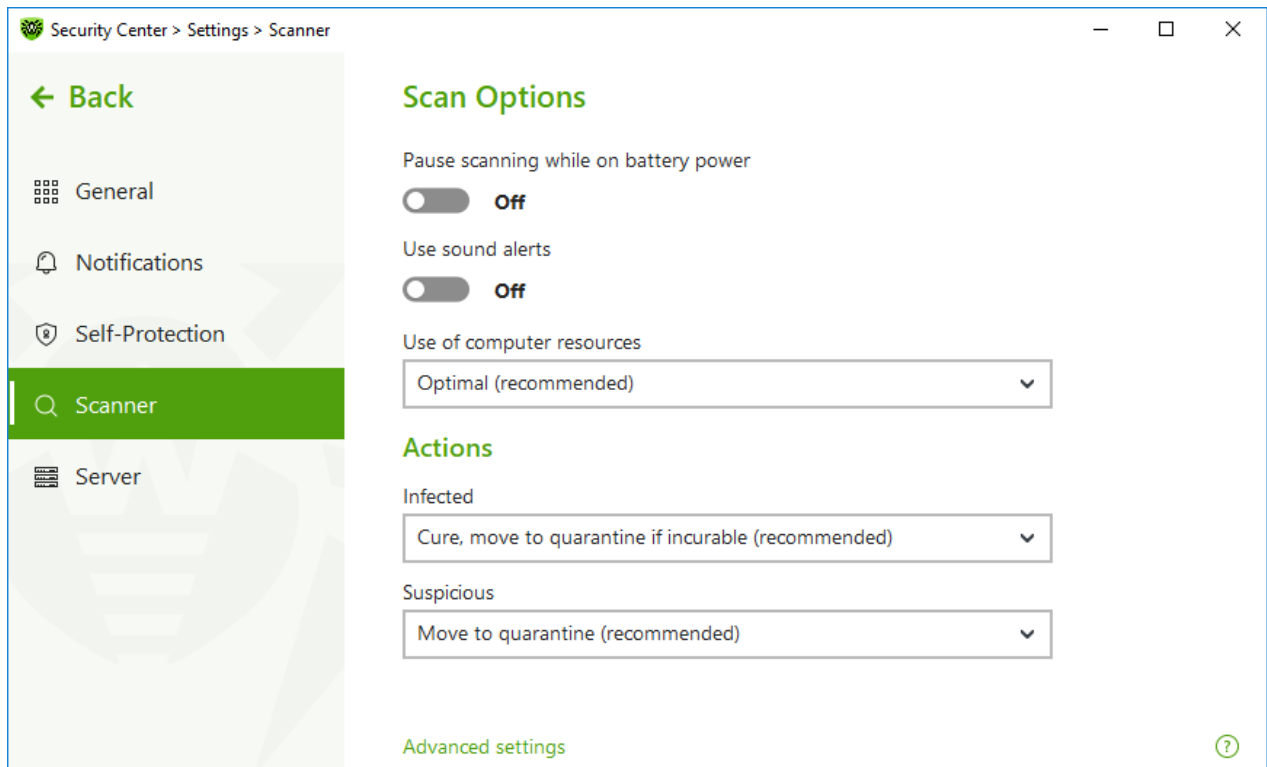 Security Center > Settings > Scanner
Back
General
Notifications
Self-Protection
Scanner
Server
Scan Options
Pause scanning while on battery power
Off
Use sound alerts
Off
Use of computer resources
Optimal (recommended)
Actions
Infected
Cure, move to quarantine if incurable (recommended)
Suspicious
Move to quarantine (recommended)
Advanced settings
?